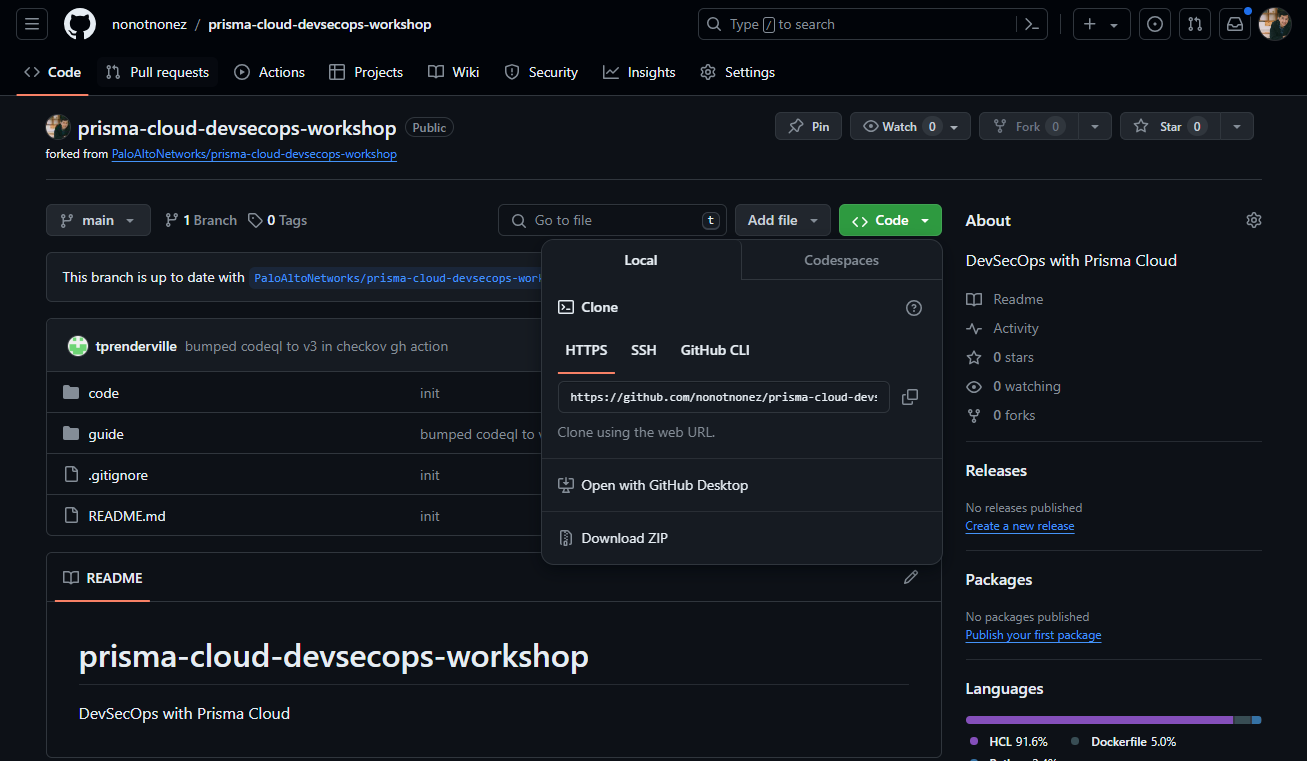 nonotnonez / prisma-cloud-devsecops-workshop
Type / to search
Code
Pull requests
Actions
Projects
Wiki
Security
Insights
Settings
prisma-cloud-devsecops-workshop Public
forked from PaloAltoNetworks/prisma-cloud-devsecops-workshop
Pin
Watch 0
Fork 0
Star 0
main
1 Branch
0 Tags
Go to file t
Add file
Code
This branch is up to date with PaloAltoNetworks/prisma-cloud-devsecops-work
tprenderville bumped codeql to v3 in checkov gh action
code init
guide bumped codeql to v
.gitignore init
README.md init
Local
Codespaces
Clone
HTTPS
SSH
GitHub CLI
https://github.com/nonotnonez/prisma-cloud-devs
Clone using the web URL.
Open with GitHub Desktop
Download ZIP
README
prisma-cloud-devsecops-workshop
DevSecOps with Prisma Cloud
About
DevSecOps with Prisma Cloud
Readme
Activity
0 stars
0 watching
0 forks
Releases
No releases published
Create a new release
Packages
No packages published
Publish your first package
Languages
HCL 91.6%
Dockerfile 5.0%